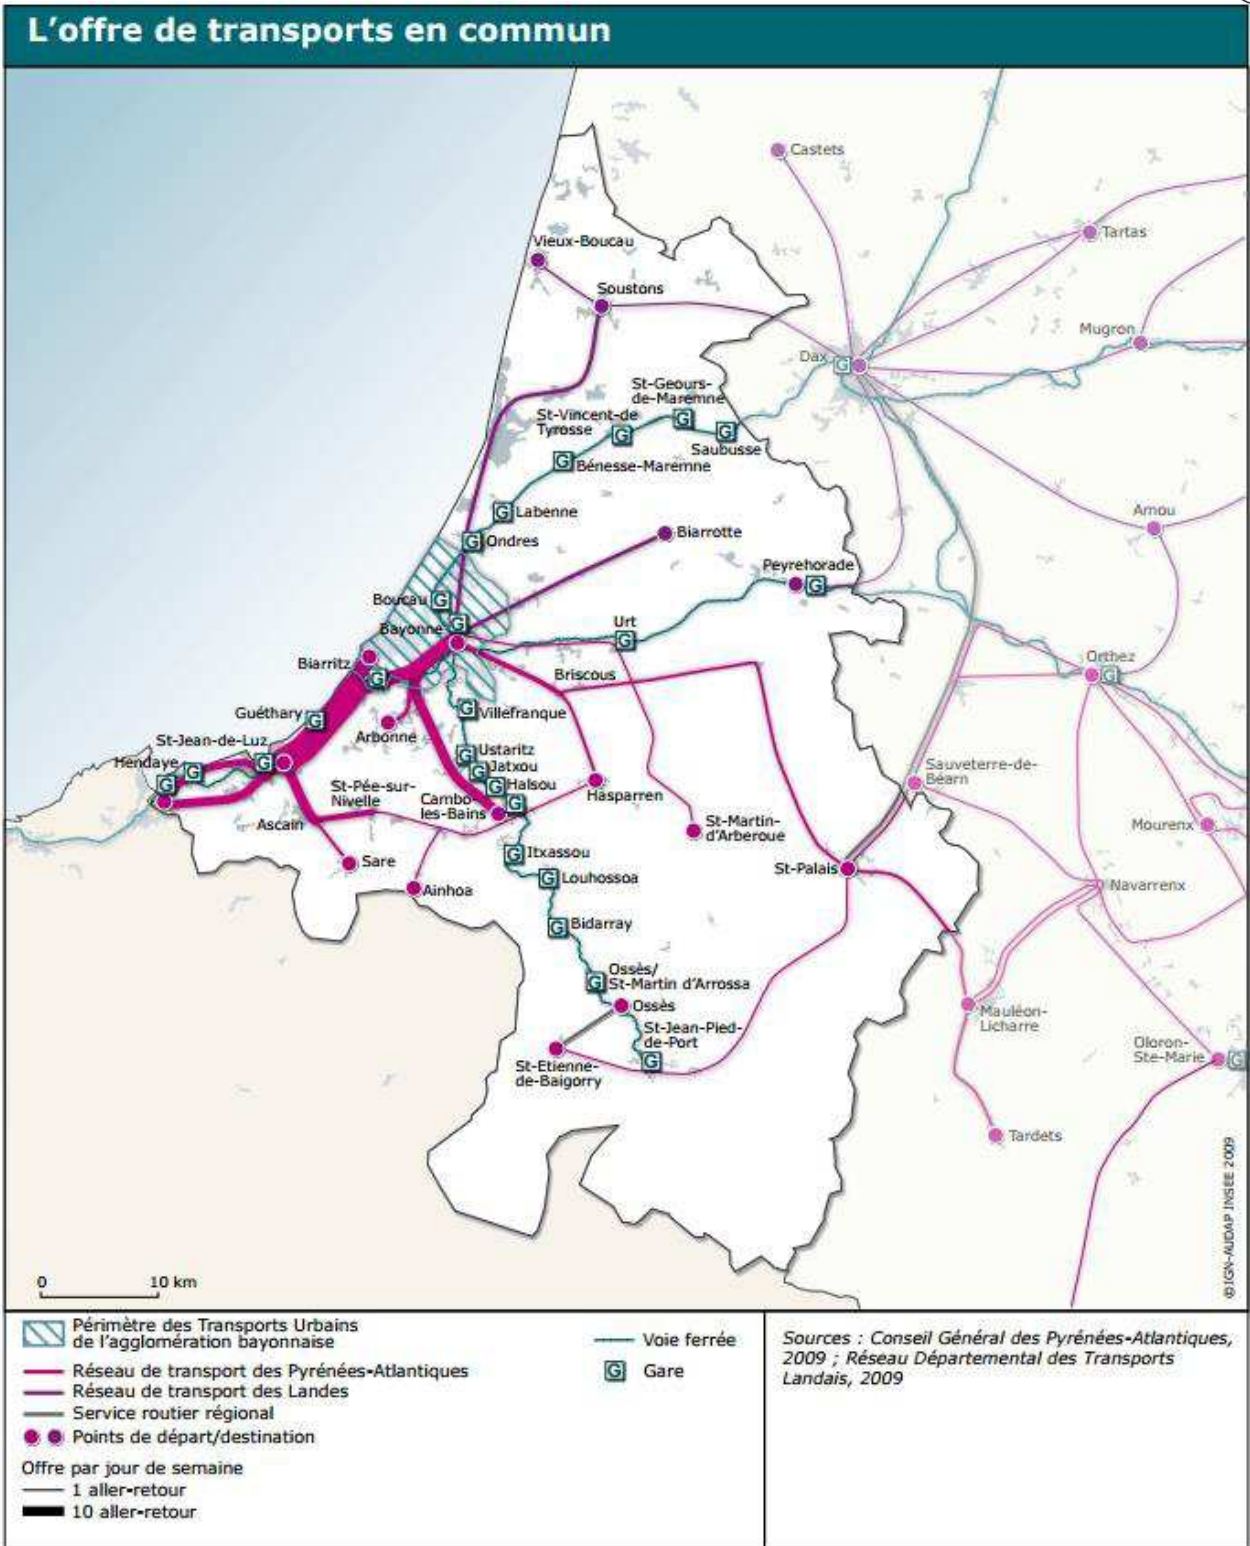 L'offre de transports en commun
Castets
Tartas
Vieux-Boucau
Soustons
Mugron
Dax
G
St-Geours-
de-Maremne
G
St-Vincent-de
Tyrosse
G
G
Saubusse
G
Bénesse-Maremne
G
Labenne
Amou
G
Ondres
Biarrotte
Peyrehorade
G
Boucau
G
G
Bayonne
Urt
G
Biarritz
G
Briscous
Orthez
G
Guéthary
G
G
Villefranque
Arbonne
St-Jean-de-Luz
G
Hendaye
G
G
G
Ustaritz
G
Jatxou
G
Halsou
G
St-Pée-sur-
Nivelle
Cambo-
les-Bains
Hasparren
Sauveterre-de-
Béarn
Ascain
St-Martin-
d'Arberoue
Mourenx
Sare
G
Itxassou
St-Palais
Ainhoa
G
Louhossoa
Navarrenx
G
Bidarray
G
Ossès/
St-Martin d'Arrossa
Ossès
Mauléon-
Licharre
St-Jean-Pied-
de-Port
G
St-Etienne-
de-Baigorry
Oloron-
Ste-Marie
G
Tardets
©IGN-AUDAP INSEE 2009
0 10 km
Périmètre des Transports Urbains
de l'agglomération bayonnaise
Réseau de transport des Pyrénées-Atlantiques
Réseau de transport des Landes
Service routier régional
Points de départ/destination
Offre par jour de semaine
1 aller-retour
10 aller-retour
Voie ferrée
G Gare
Sources : Conseil Général des Pyrénées-Atlantiques,
2009 ; Réseau Départemental des Transports
Landais, 2009